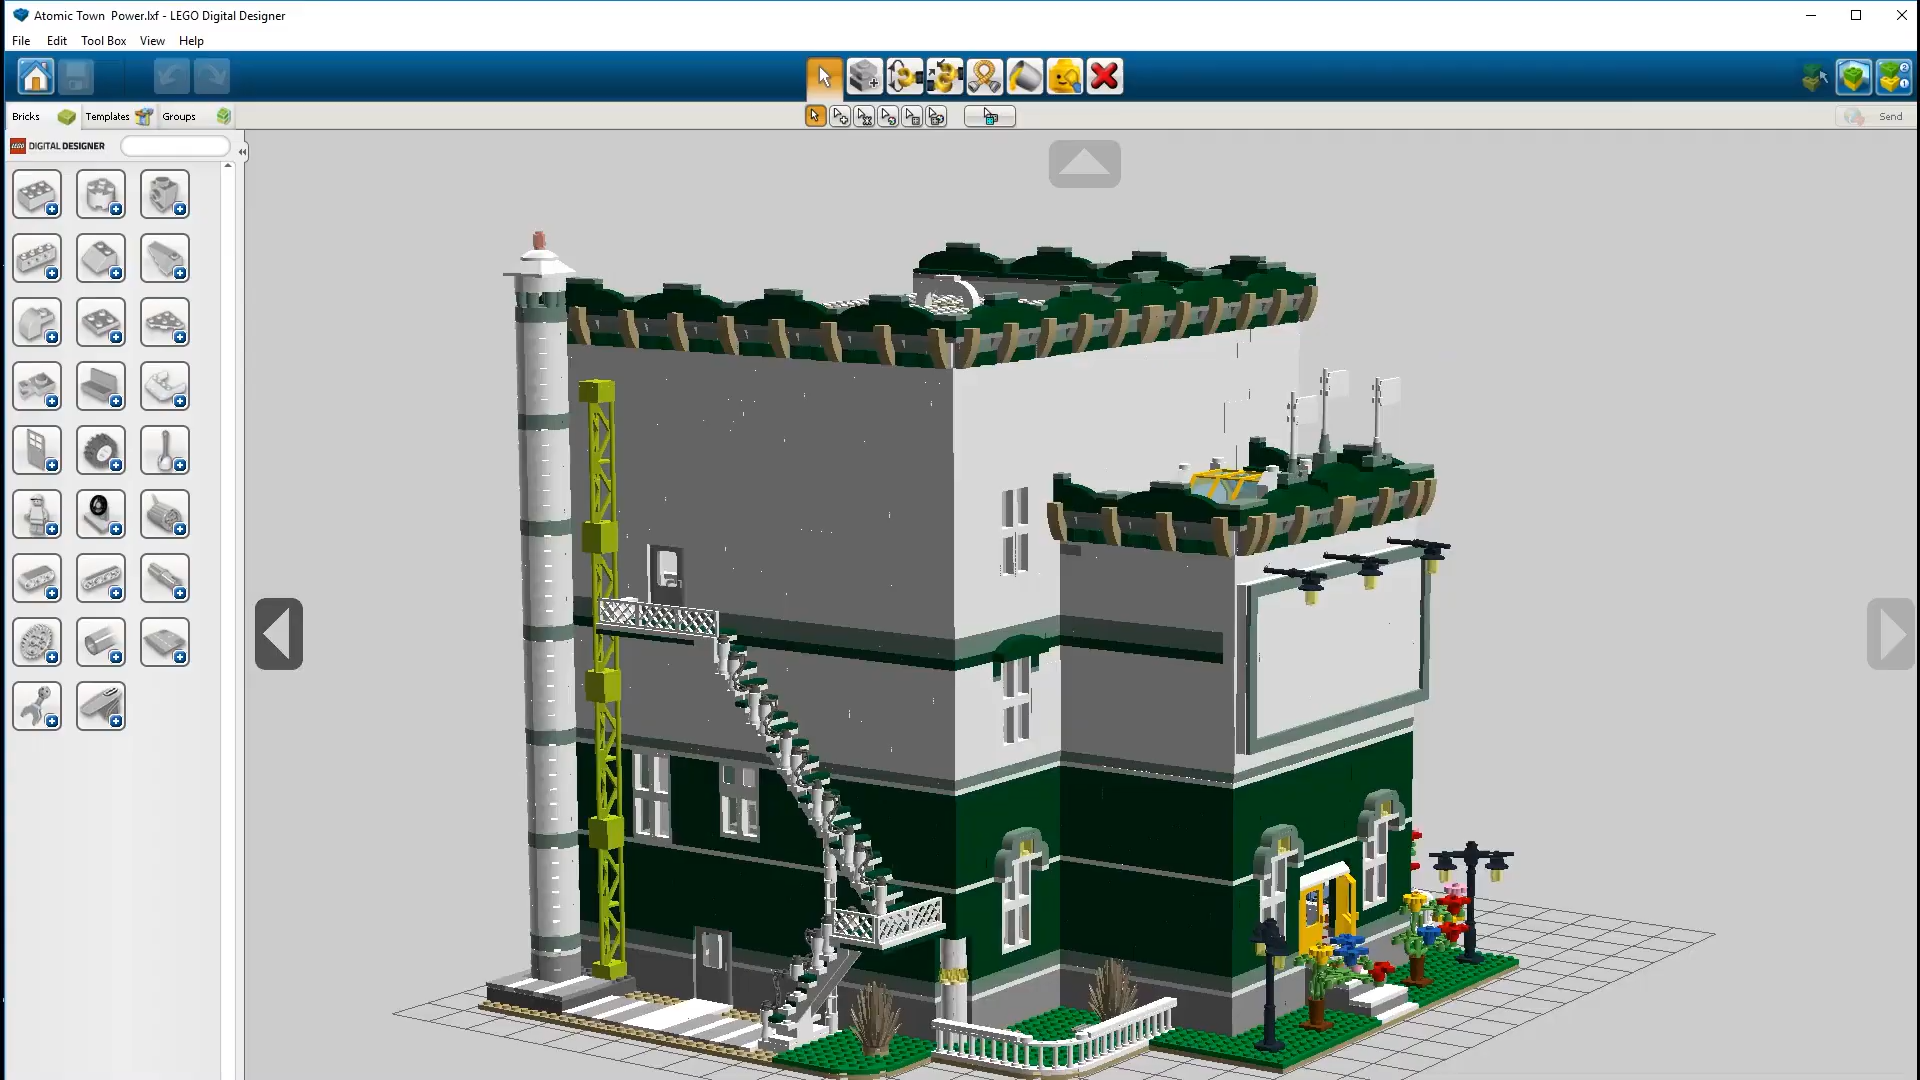 Atomic Town  Power.lxf - LEGO Digital Designer
File Edit Tool Box View Help
Bricks Templates Groups
Send
LEGO DIGITAL DESIGNER